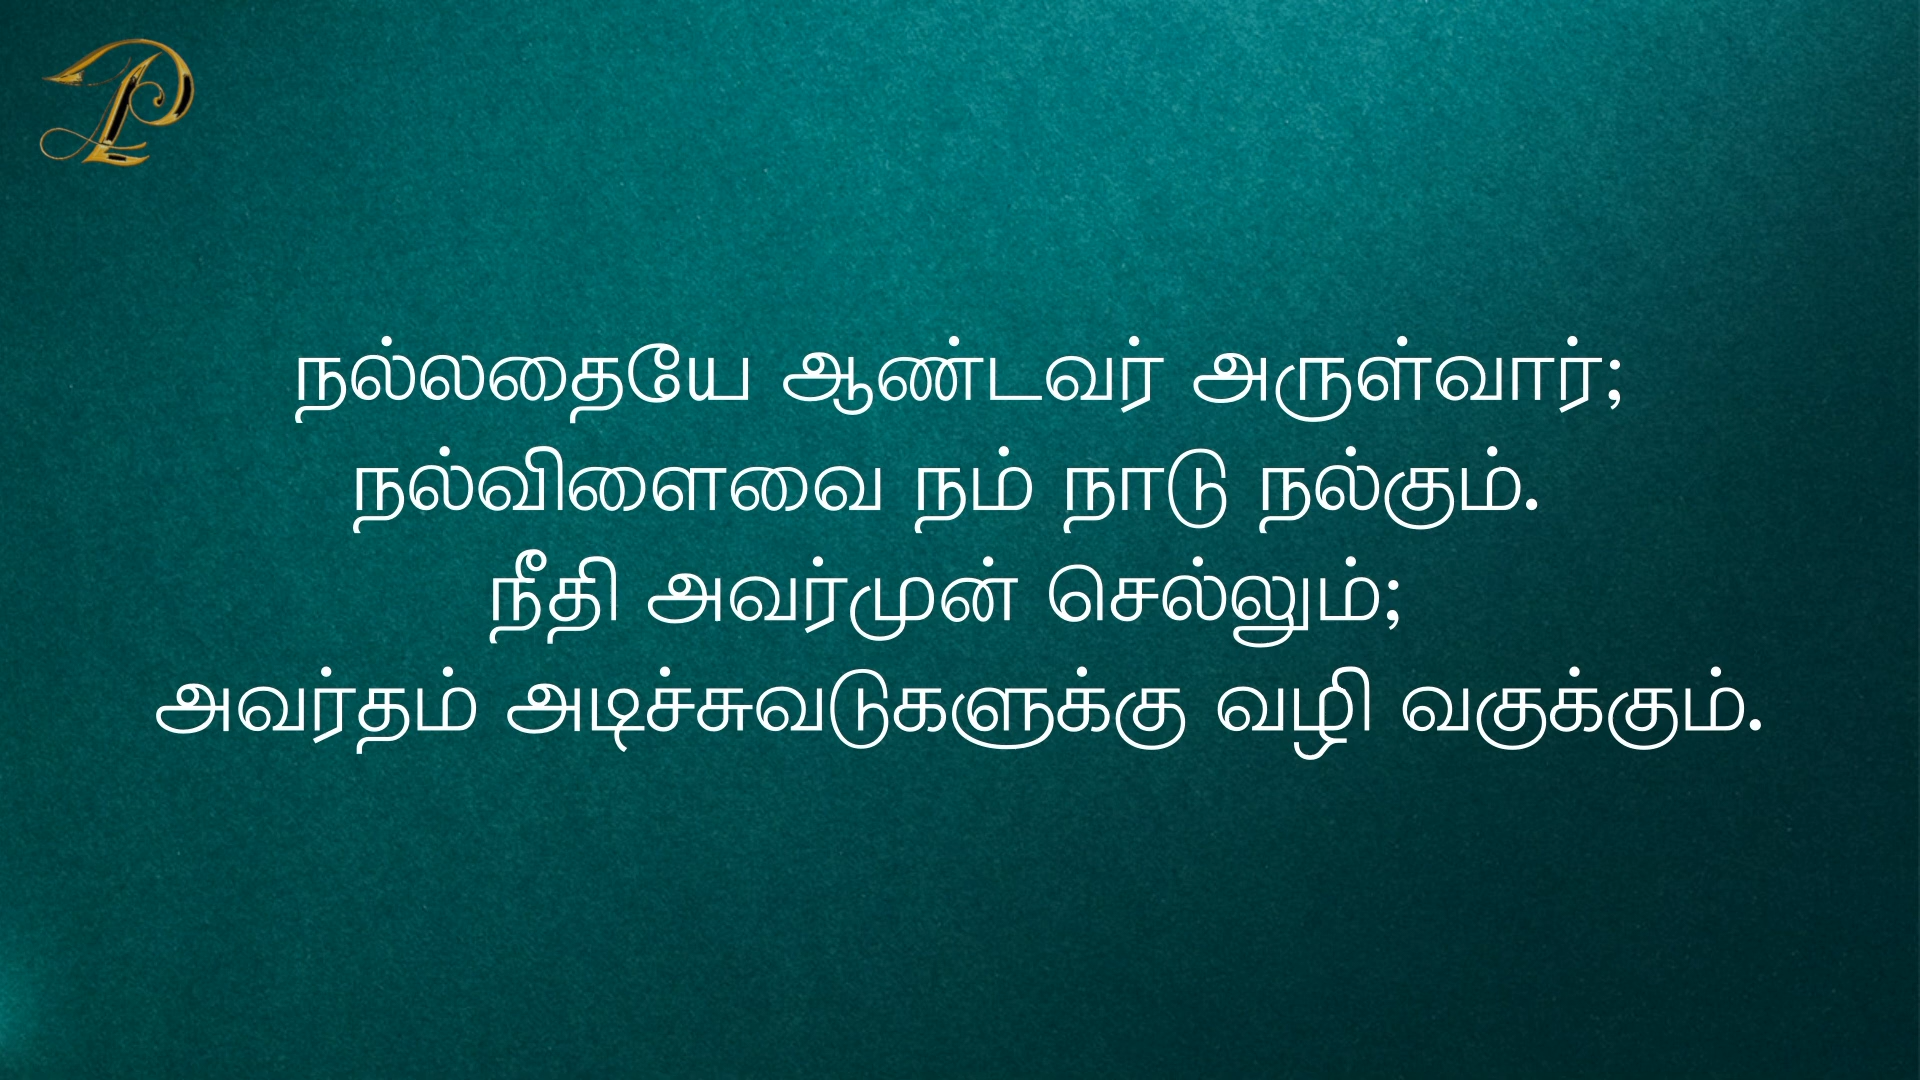 நல்லதையே ஆண்டவர் அருள்வார்;
நல்விளைவை நம் நாடு நல்கும்.
நீதி அவர்முன் செல்லும்;
அவர்தம் அடிச்சுவடுகளுக்கு வழி வகுக்கும்.